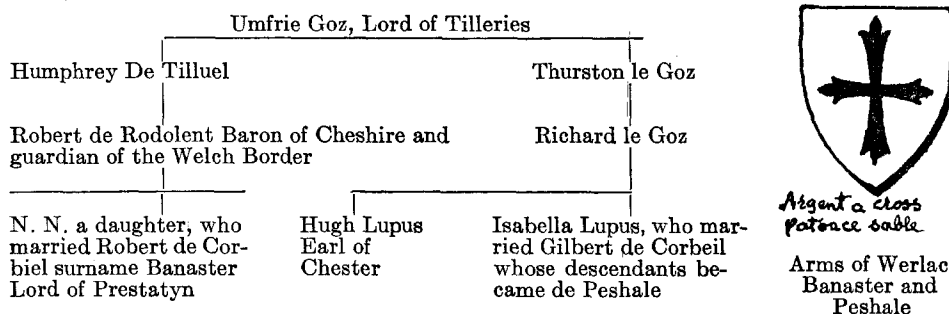 Umfrie Goz, Lord of Tilleries
Humphrey De Tilluel
Thurston le Goz
Robert de Rodolent Baron of Cheshire and
guardian of the Welch Border
Richard le Goz
N. N. a daughter, who
married Robert de Cor-
biel surname Banaster
Lord of Prestatyn
Hugh Lupus
Earl of
Chester
Isabella Lupus, who mar-
ried Gilbert de Corbeil
whose descendants be-
came de Peshale
Argent a cross
patonce sable
Arms of Werlac
Banaster and
Peshale